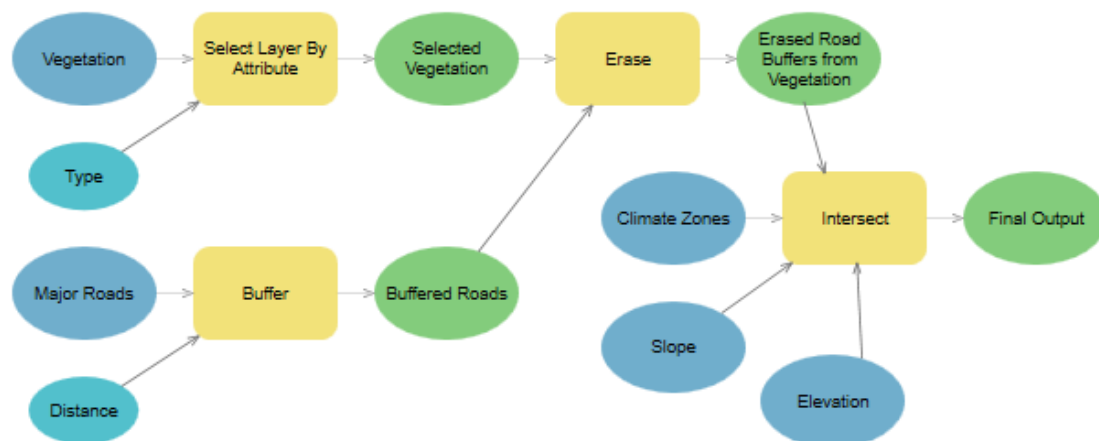 Vegetation
Select Layer By
Attribute
Selected
Vegetation
Erase
Erased Road
Buffers from
Vegetation
Type
Climate Zones
Intersect
Final Output
Major Roads
Buffer
Buffered Roads
Slope
Distance
Elevation